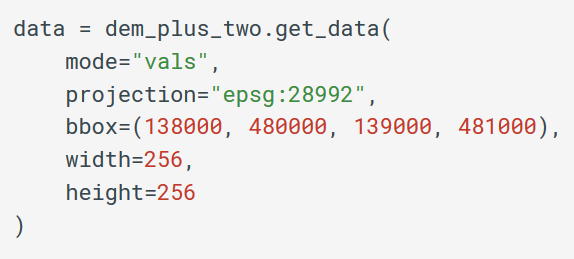 data = dem_plus_two.get_data(
    mode="vals",
    projection="epsg:28992",
    bbox=(138000, 480000, 139000, 481000),
    width=256,
    height=256
)